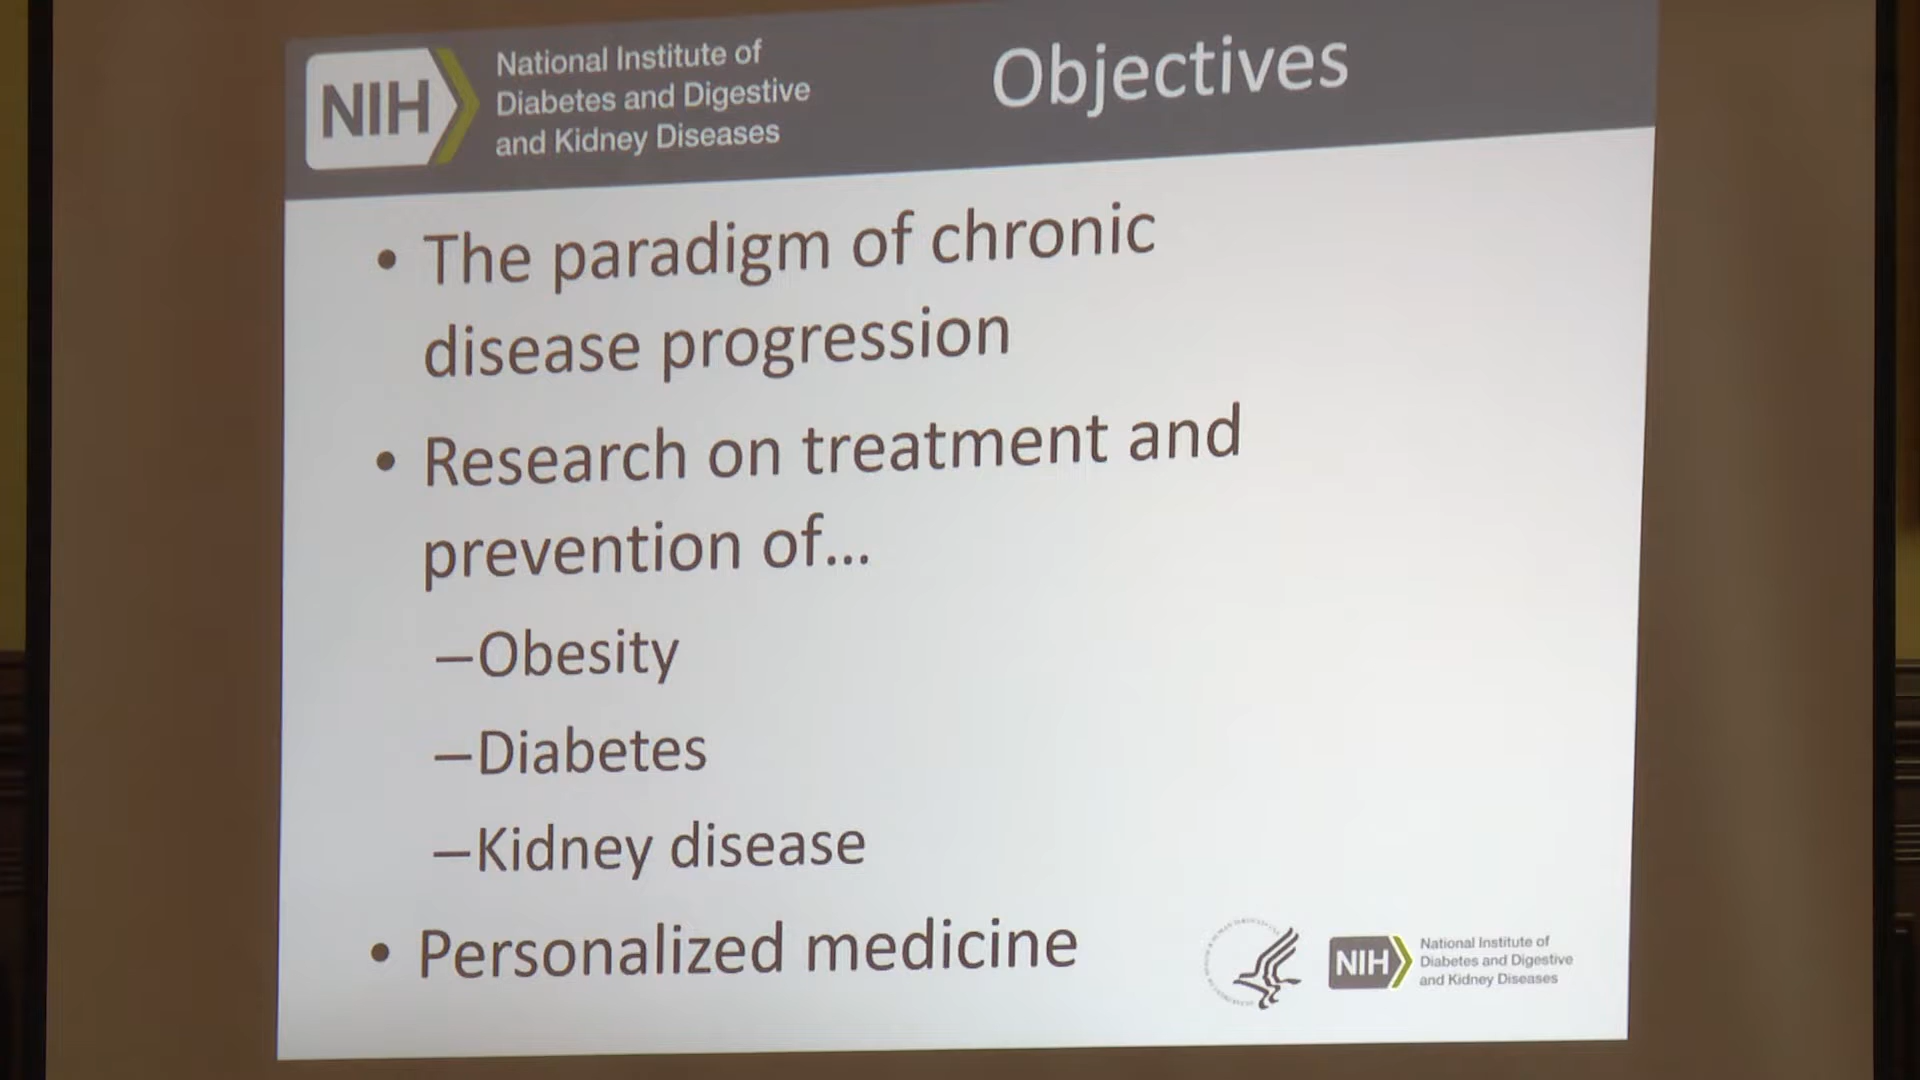 NIH
National Institute of
Diabetes and Digestive
and Kidney Diseases
Objectives
• The paradigm of chronic
disease progression
• Research on treatment and
prevention of...
–Obesity
–Diabetes
–Kidney disease
• Personalized medicine
NIH
National Institute of
Diabetes and Digestive
and Kidney Diseases